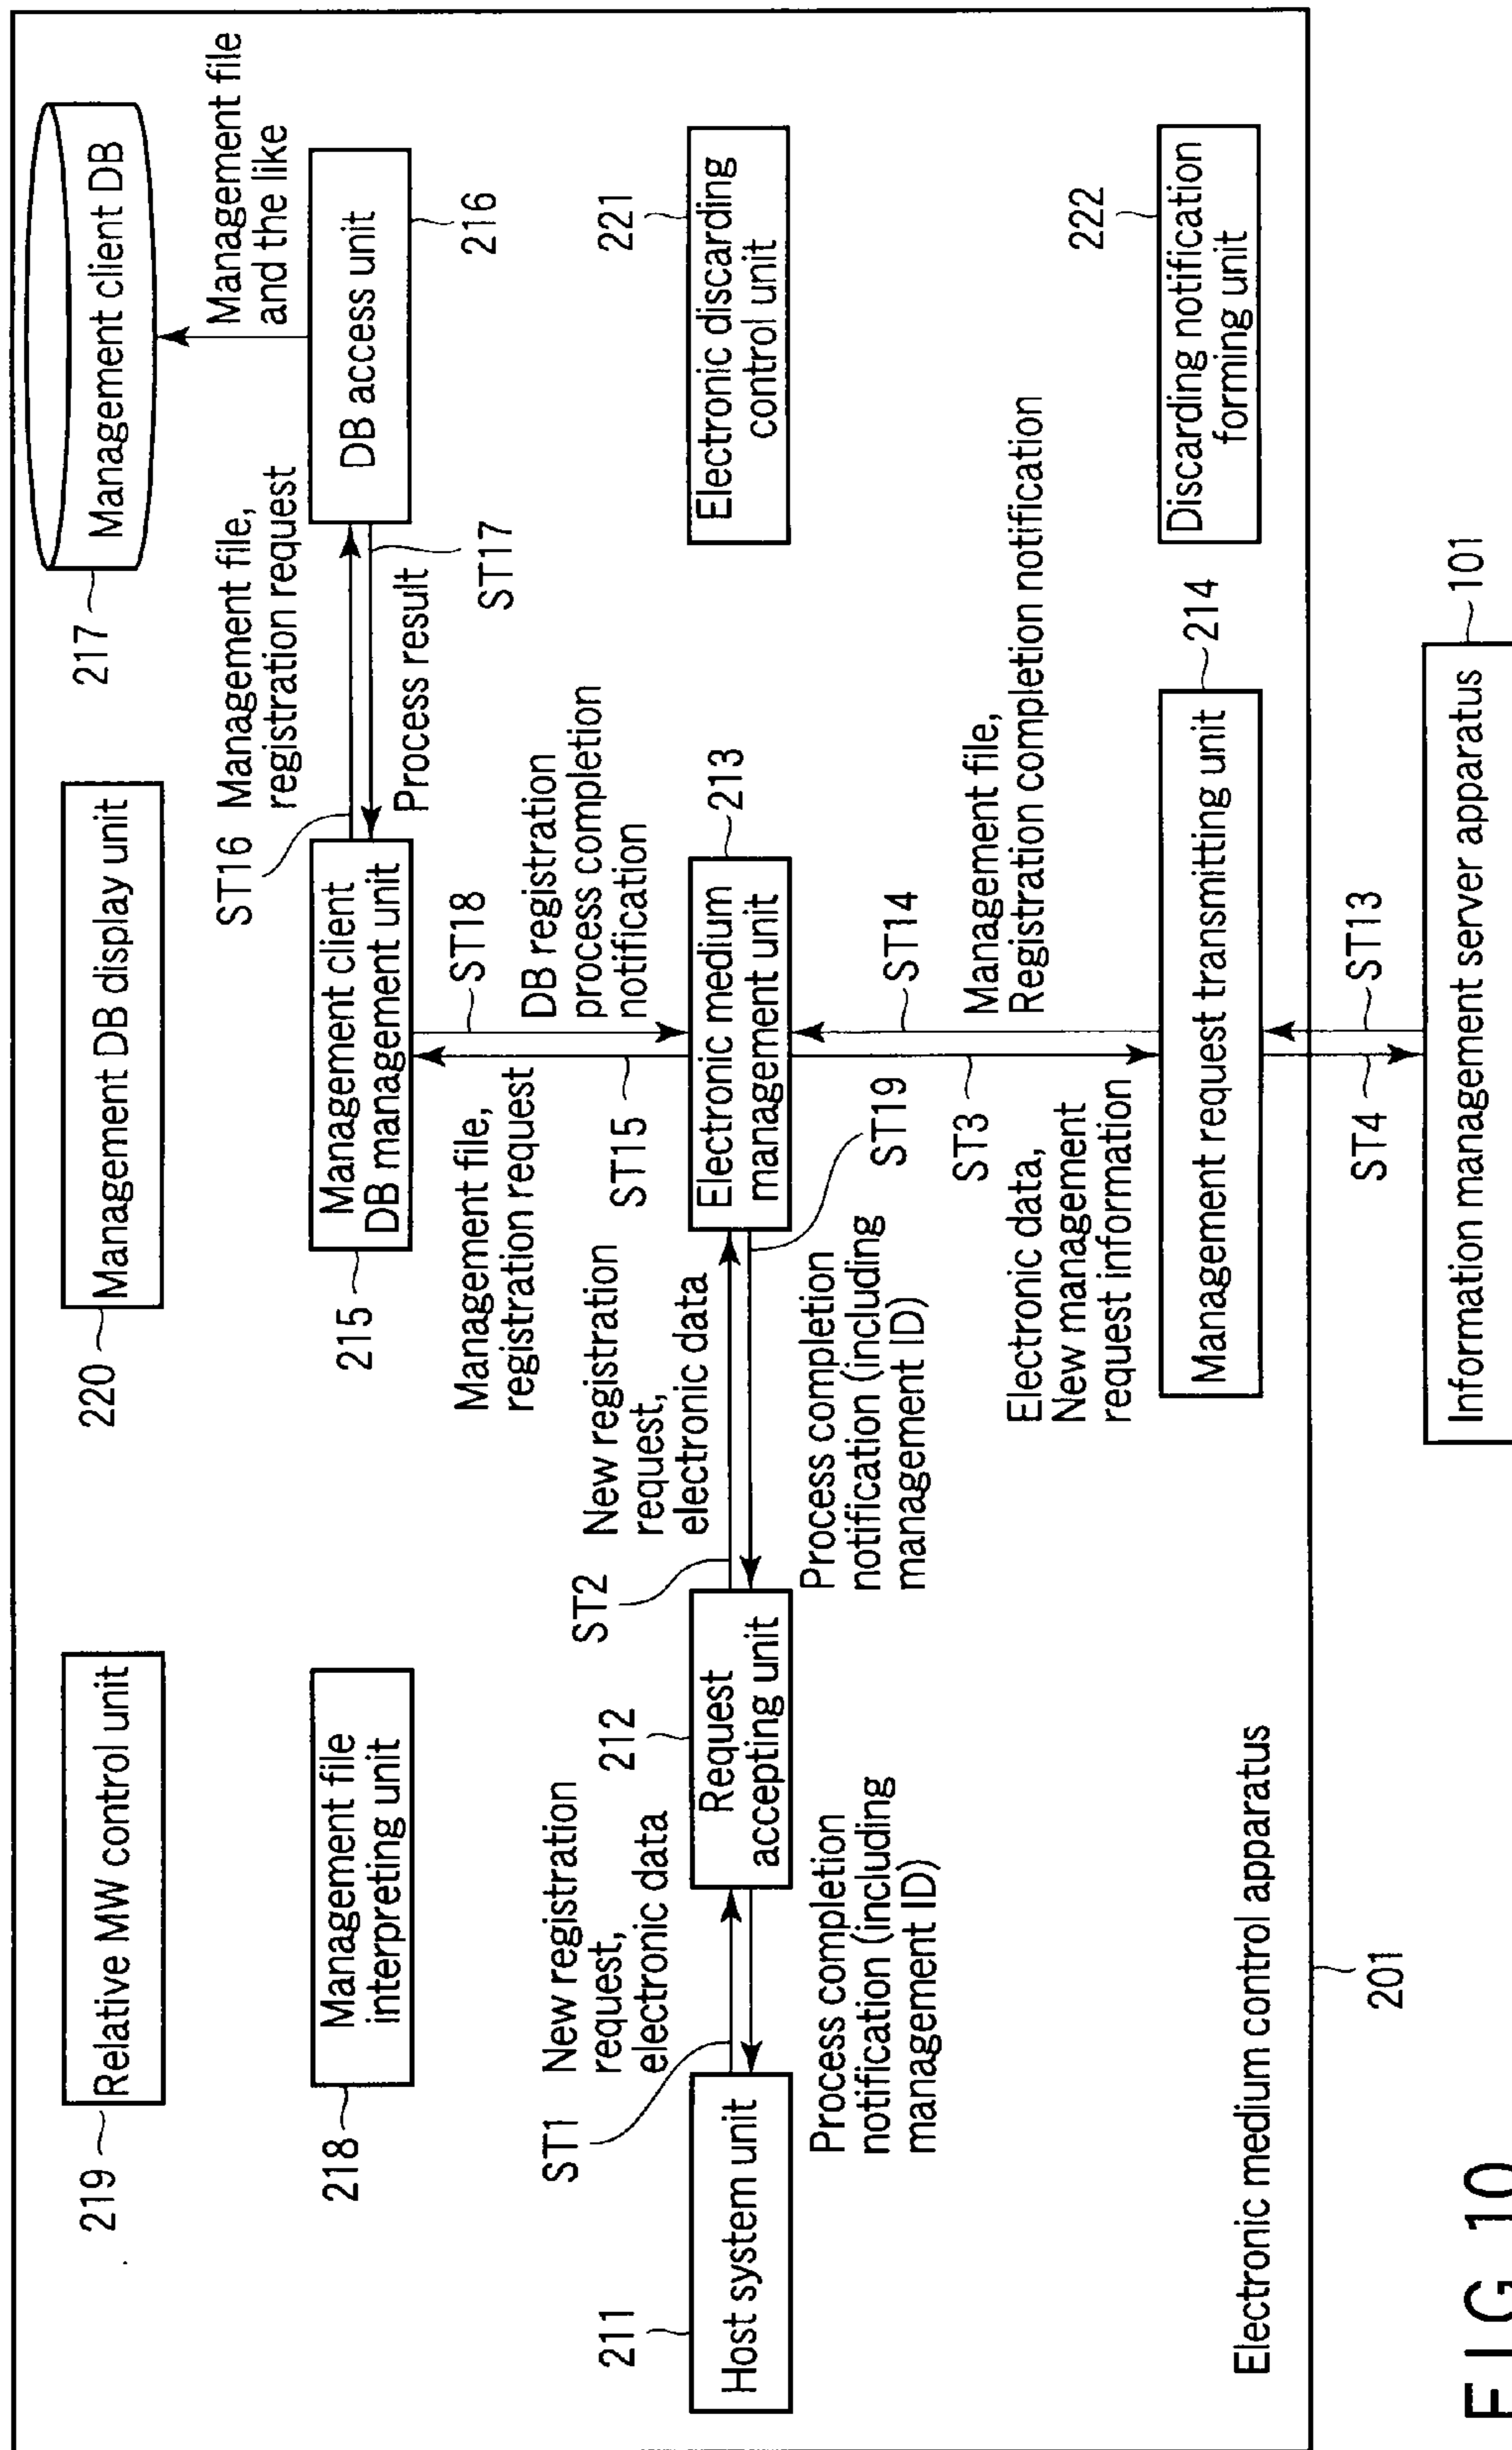 219
Relative MW control unit
220
Management DB display unit
217
Management client DB
Management file
and the like
218
Management file
interpreting unit
215
Management client
DB management unit
ST16
Management file,
registration request
Process result
ST17
DB access unit
216
Management file,
registration request
ST15
ST18
DB registration
process completion
notification
211
Host system unit
ST1
New registration
request,
electronic data
Process completion
notification (including
management ID)
212
Request
accepting unit
ST2
New registration
request,
electronic data
Process completion
notification (including
management ID)
ST19
Electronic medium
management unit
213
221
Electronic discarding
control unit
Electronic data,
New management
request information
ST3
ST14
Management file,
Registration completion notification
Management request transmitting unit
214
222
Discarding notification
forming unit
Electronic medium control apparatus
201
ST4
ST13
Information management server apparatus
101
FIG. 10